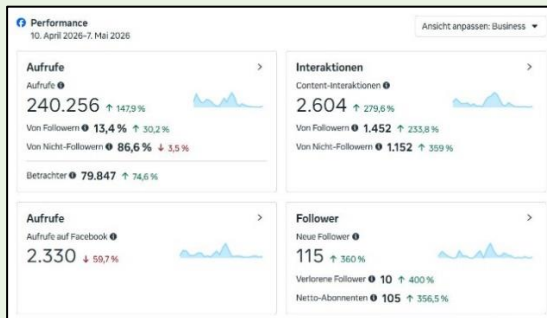 Performance
10. April 2026-7. Mai 2026
Ansicht anpassen: Business
Aufrufe
Aufrufe
240.256 ↑ 147,9 %
Von Followern 13,4 % ↑ 30,2 %
Von Nicht-Followern 86,6 % ↓ 3,5 %
Betrachter 79.847 ↑ 74,6 %
Interaktionen
Content-Interaktionen
2.604 ↑ 279,6 %
Von Followern 1.452 ↑ 233,8 %
Von Nicht-Followern 1.152 ↑ 359 %
Aufrufe
Aufrufe auf Facebook
2.330 ↓ 59,7 %
Follower
Neue Follower
115 ↑ 360 %
Verlorene Follower 10 ↑ 400 %
Netto-Abonnenten 105 ↑ 356,5 %